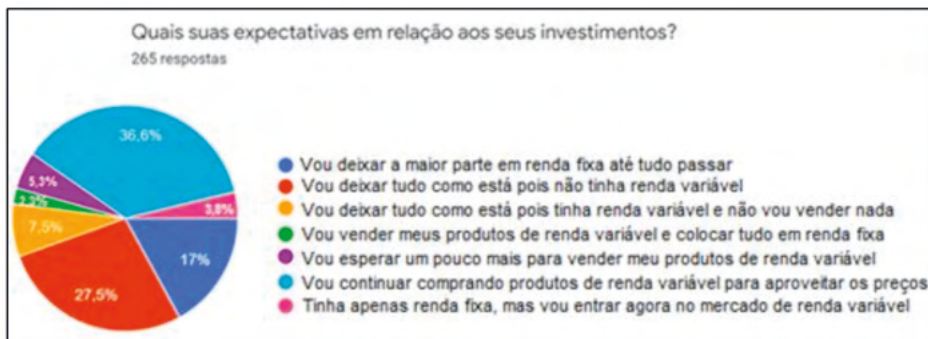 Quais suas expectativas em relação aos seus investimentos?
265 respostas
36,6%
5,3%
7,5%
27,5%
17%
3,8%
Vou deixar a maior parte em renda fixa até tudo passar
Vou deixar tudo como está pois não tinha renda variável
Vou deixar tudo como está pois tinha renda variável e não vou vender nada
Vou vender meus produtos de renda variável e colocar tudo em renda fixa
Vou esperar um pouco mais para vender meu produtos de renda variável
Vou continuar comprando produtos de renda variável para aproveitar os preços
Tinha apenas renda fixa, mas vou entrar agora no mercado de renda variável